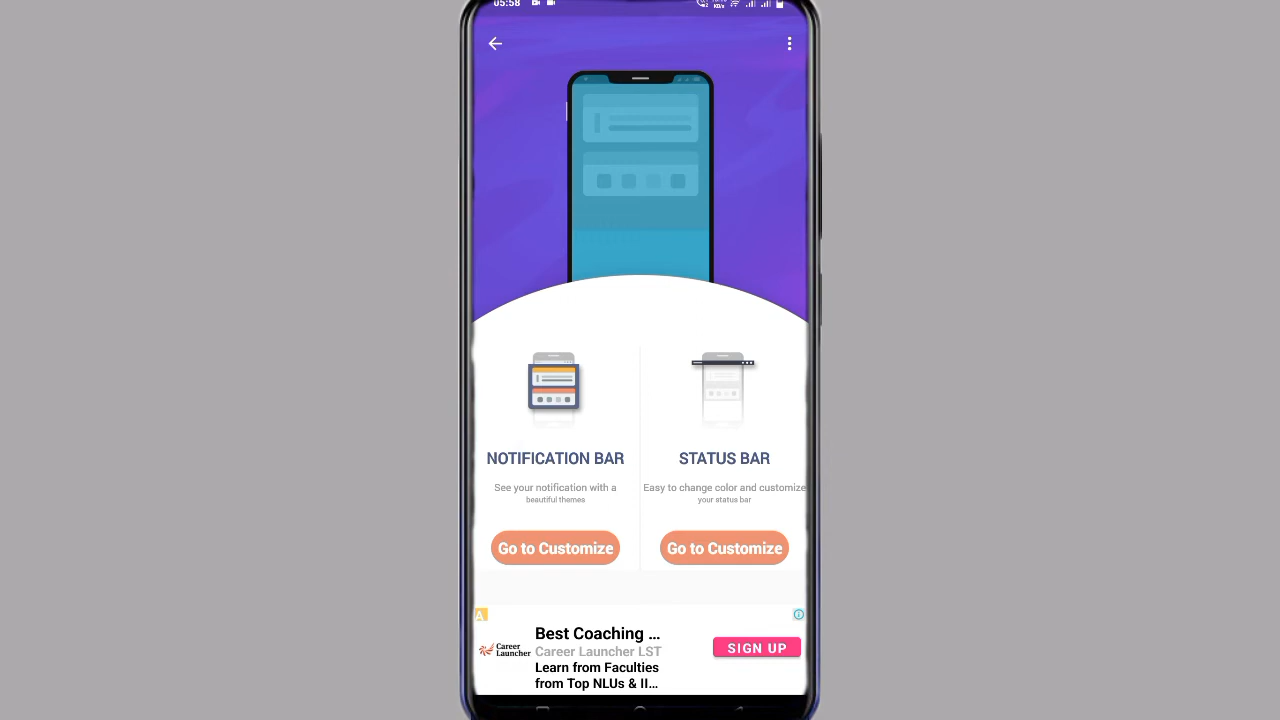 05:58
KB/s
NOTIFICATION BAR
See your notification with a
beautiful themes
Go to Customize
STATUS BAR
Easy to change color and customize
your status bar
Go to Customize
A
Best Coaching ...
Career Launcher LST
Learn from Faculties
from Top NLUs & II...
Career
Launcher
SIGN UP